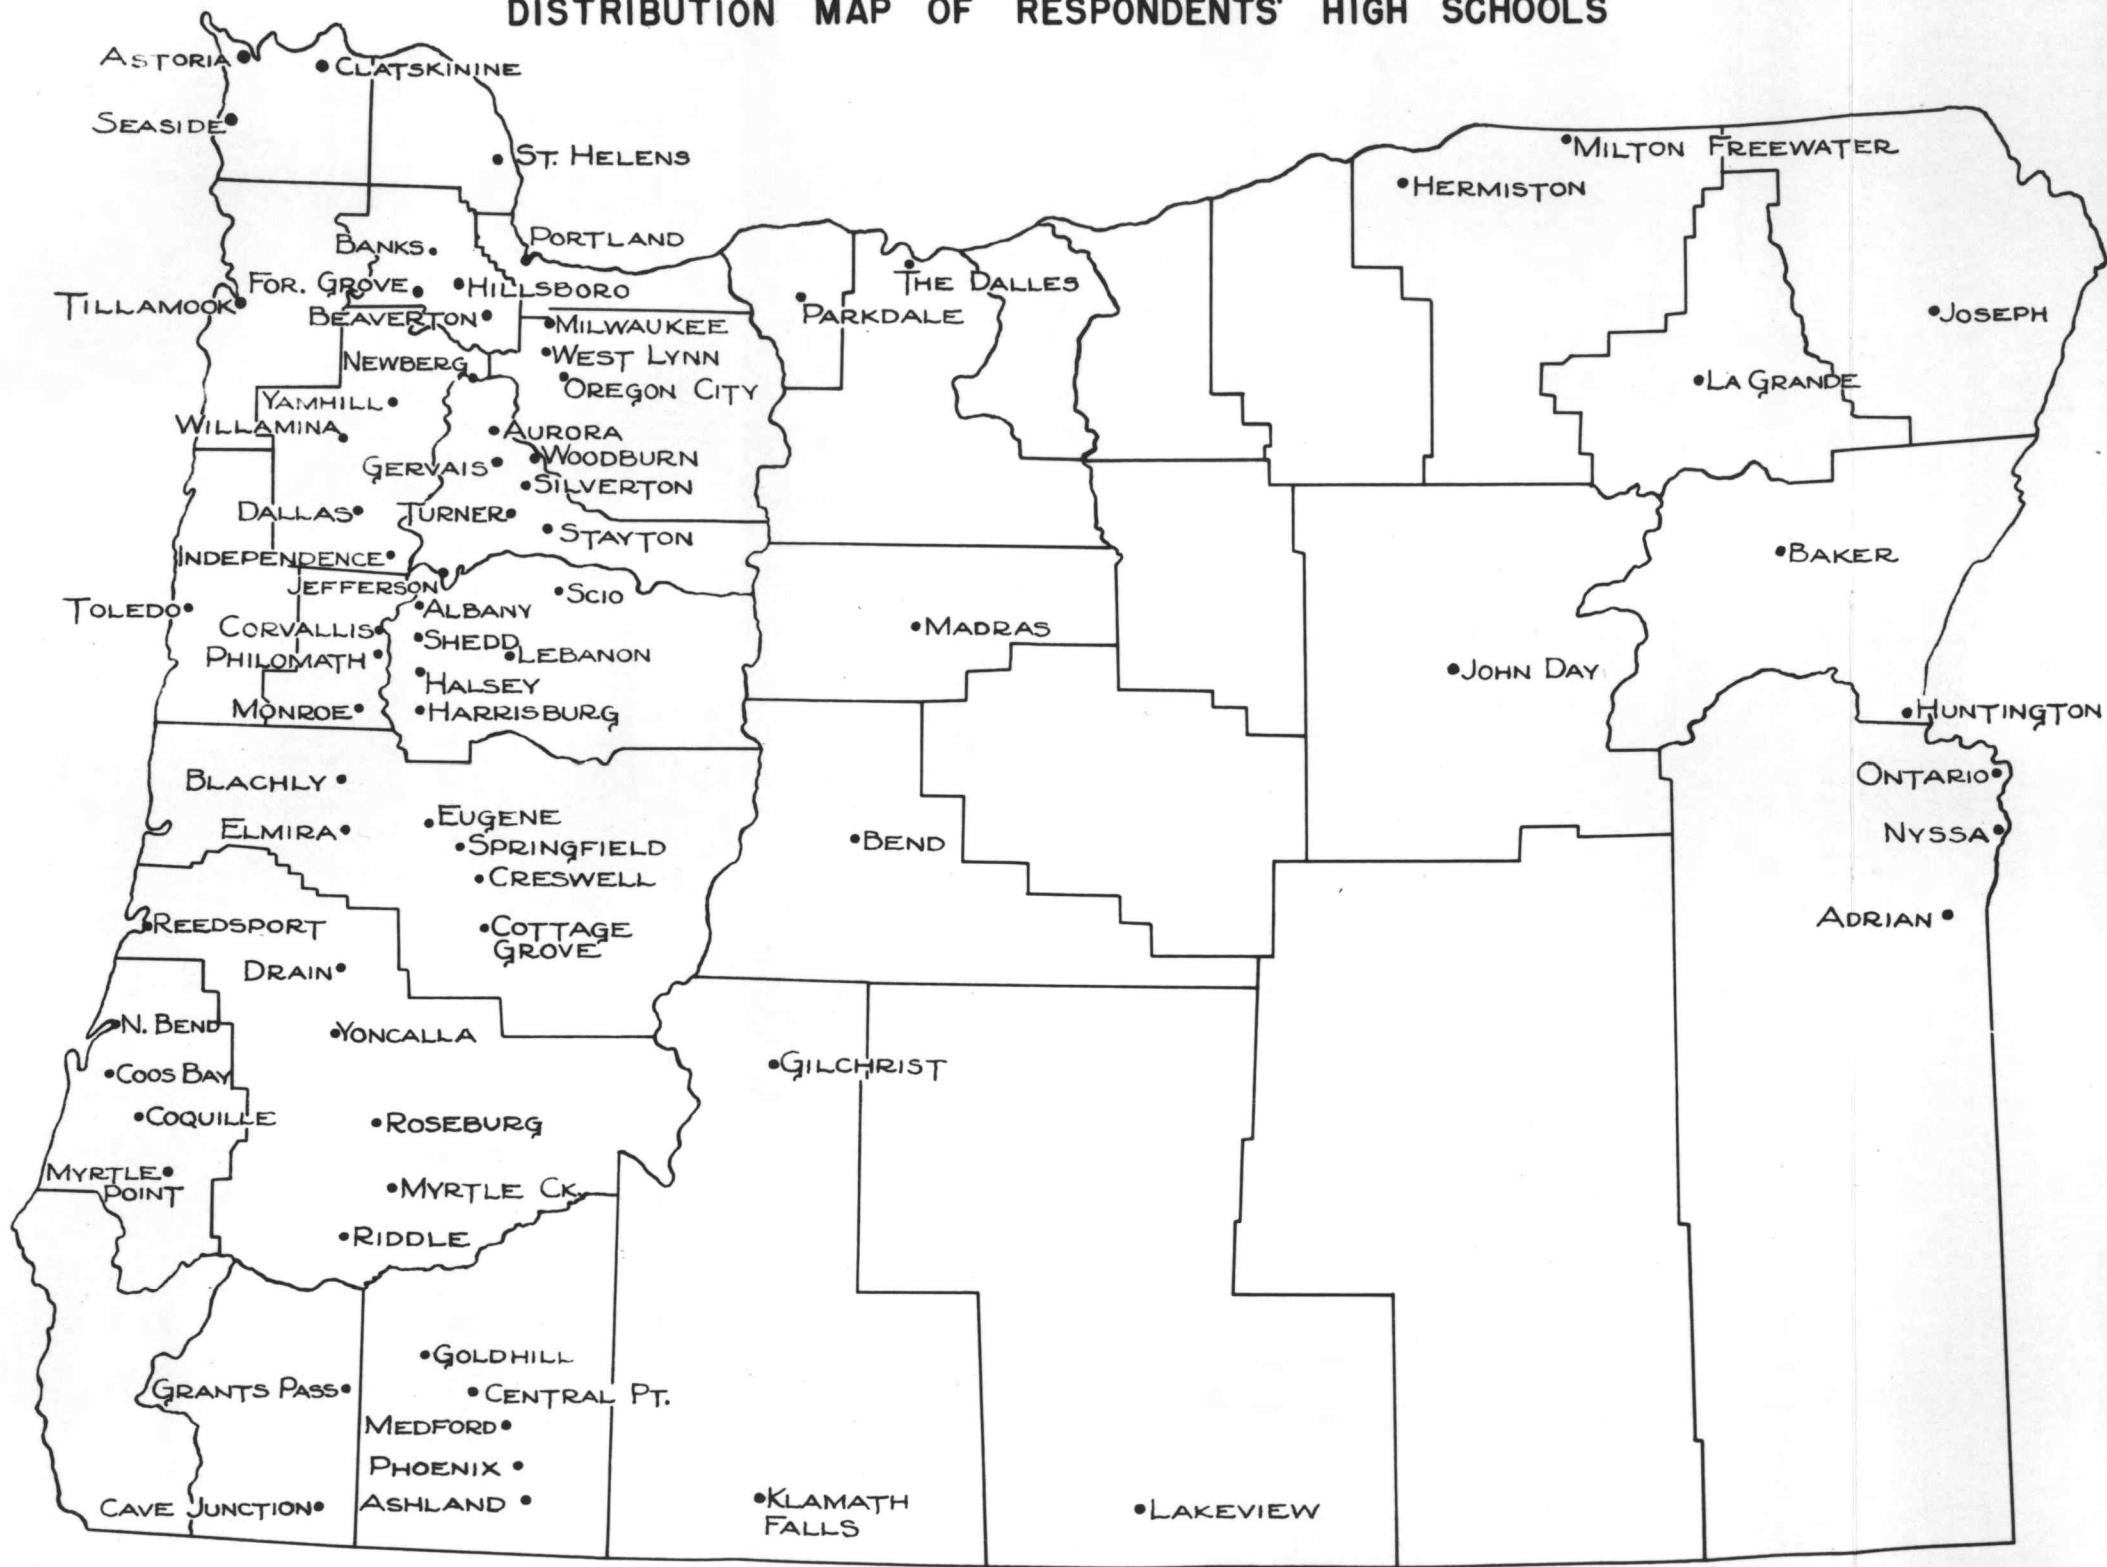 DISTRIBUTION MAP OF RESPONDENTS' HIGH SCHOOLS
ASTORIA
CLATSKININE
SEASIDE
ST. HELENS
MILTON FREEWATER
HERMISTON
BANKS
PORTLAND
FOR. GROVE
HILLSBORO
THE DALLES
TILLAMOOK
BEAVERTON
MILWAUKEE
PARKDALE
JOSEPH
NEWBERG
WEST LYNN
OREGON CITY
LA GRANDE
YAMHILL
WILLAMINA
AURORA
GERVAIS
WOODBURN
SILVERTON
DALLAS
TURNER
STAYTON
INDEPENDENCE
BAKER
JEFFERSON
SCIO
TOLEDO
ALBANY
CORVALLIS
SHEDD
MADRAS
PHILOMATH
LEBANON
JOHN DAY
HALSEY
MONROE
HARRISBURG
HUNTINGTON
BLACHLY
ONTARIO
ELMIRA
EUGENE
NYSSA
SPRINGFIELD
BEND
CRESWELL
REEDSPORT
COTTAGE
GROVE
ADRIAN
DRAIN
N. BEND
YONCALLA
GILCHRIST
COOS BAY
COQUILLE
ROSEBURG
MYRTLE
POINT
MYRTLE CK.
RIDDLE
GOLDHILL
GRANTS PASS
CENTRAL PT.
MEDFORD
PHOENIX
CAVE JUNCTION
ASHLAND
KLAMATH
FALLS
LAKEVIEW